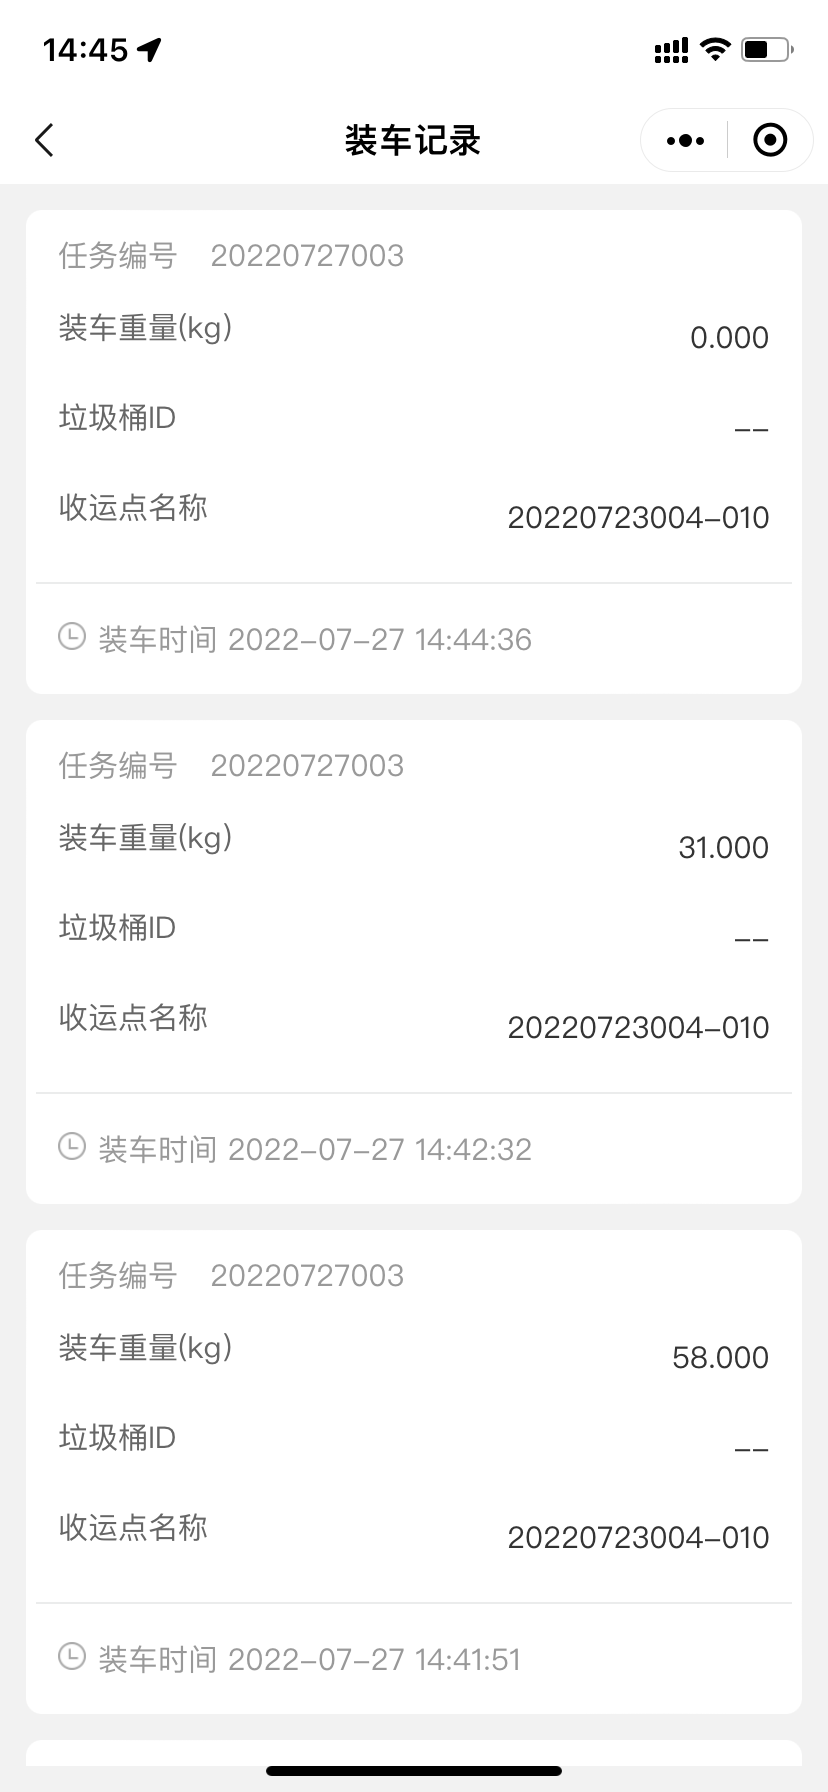 14:45
装车记录
任务编号 20220727003
装车重量(kg) 0.000
垃圾桶ID --
收运点名称 20220723004-010
装车时间 2022-07-27 14:44:36
任务编号 20220727003
装车重量(kg) 31.000
垃圾桶ID --
收运点名称 20220723004-010
装车时间 2022-07-27 14:42:32
任务编号 20220727003
装车重量(kg) 58.000
垃圾桶ID --
收运点名称 20220723004-010
装车时间 2022-07-27 14:41:51